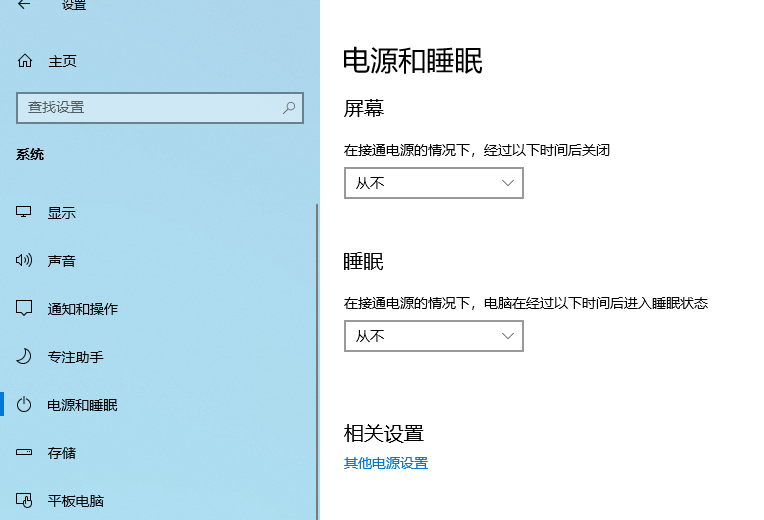 设置
主页
查找设置
系统
显示
声音
通知和操作
专注助手
电源和睡眠
存储
平板电脑
电源和睡眠
屏幕
在接通电源的情况下，经过以下时间后关闭
从不
睡眠
在接通电源的情况下，电脑在经过以下时间后进入睡眠状态
从不
相关设置
其他电源设置